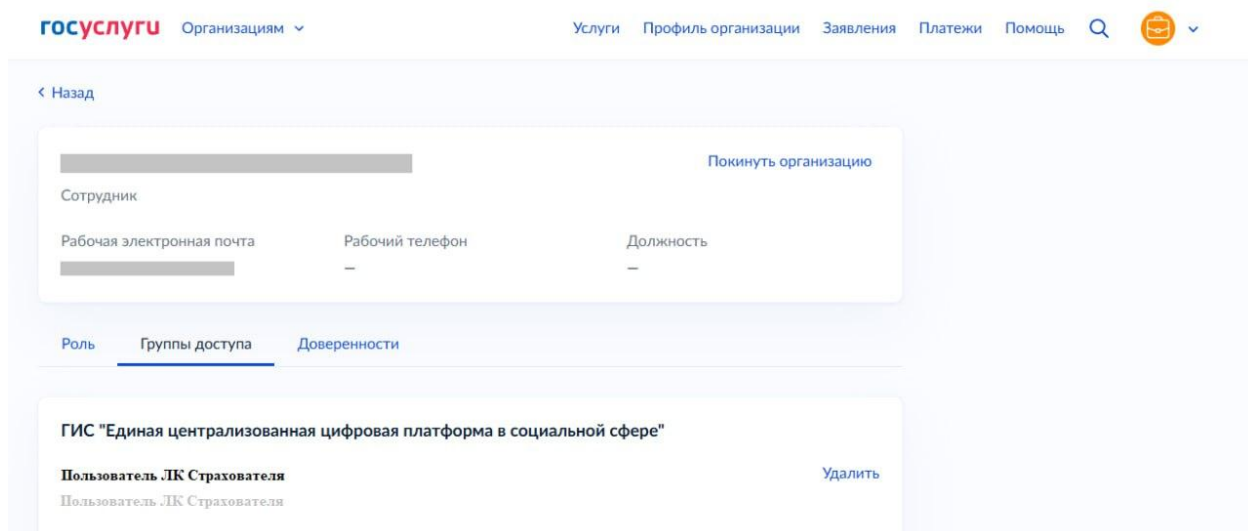 госуслуги Организациям Услуги Профиль организации Заявления Платежи Помощь
Назад
Покинуть организацию
Сотрудник
Рабочая электронная почта Рабочий телефон Должность
– –
Роль Группы доступа Доверенности
ГИС "Единая централизованная цифровая платформа в социальной сфере"
Пользователь ЛК Страхователя Удалить
Пользователь ЛК Страхователя